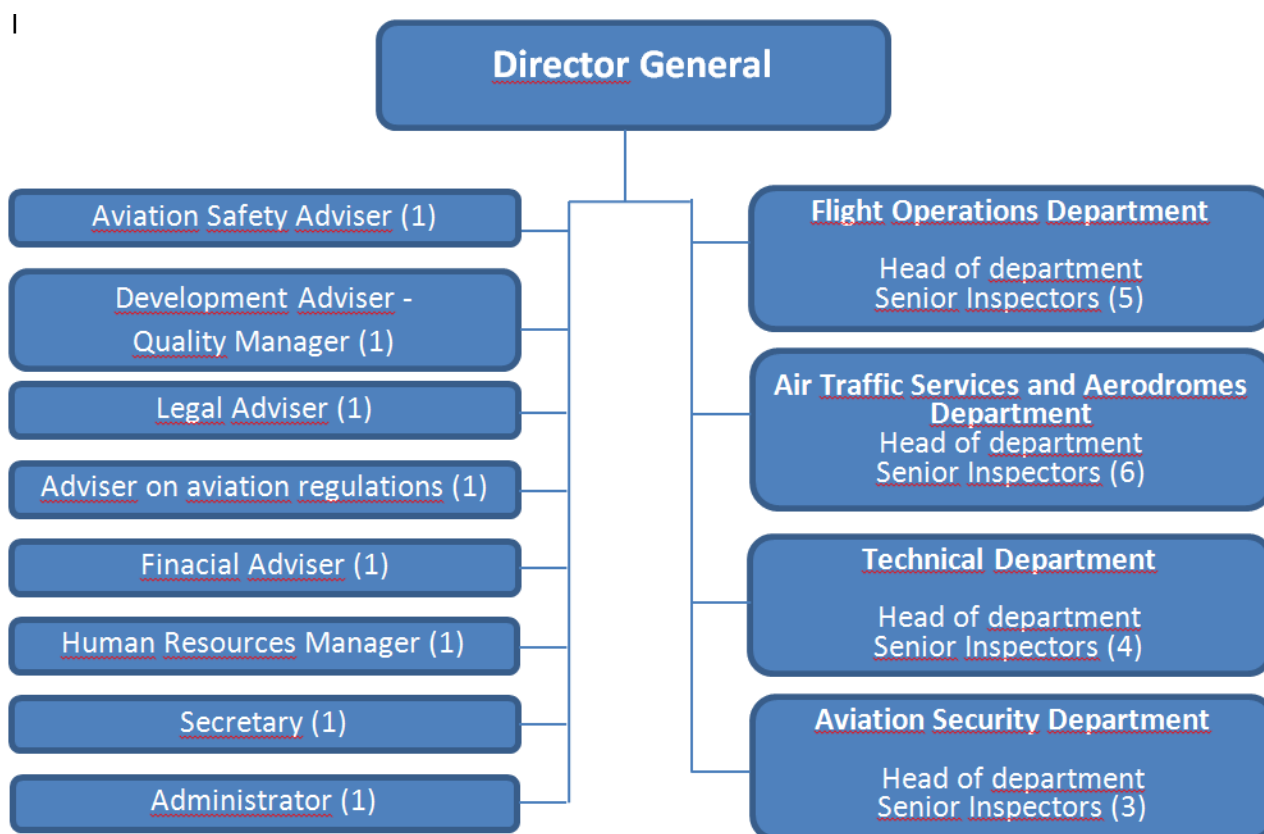 Director General
Aviation Safety Adviser (1)
Development Adviser -
Quality Manager (1)
Legal Adviser (1)
Adviser on aviation regulations (1)
Finacial Adviser (1)
Human Resources Manager (1)
Secretary (1)
Administrator (1)
Flight Operations Department
Head of department
Senior Inspectors (5)
Air Traffic Services and Aerodromes
Department
Head of department
Senior Inspectors (6)
Technical Department
Head of department
Senior Inspectors (4)
Aviation Security Department
Head of department
Senior Inspectors (3)